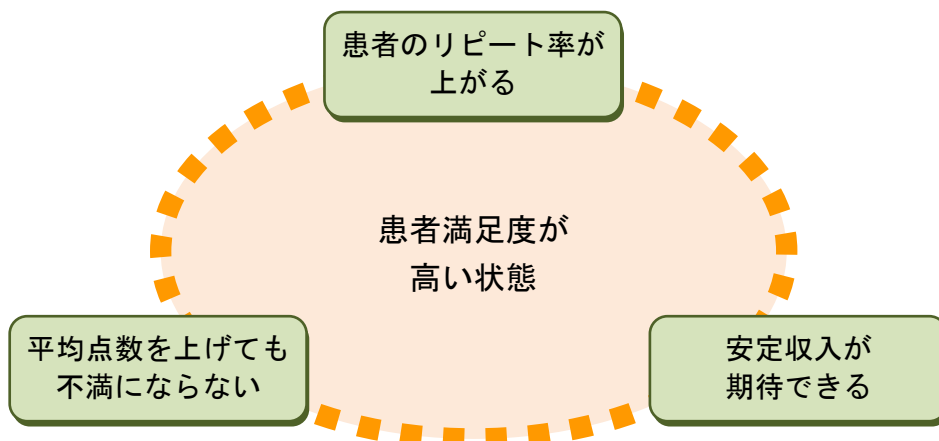 患者のリピート率が
上がる
患者満足度が
高い状態
平均点数を上げても
不満にならない
安定収入が
期待できる